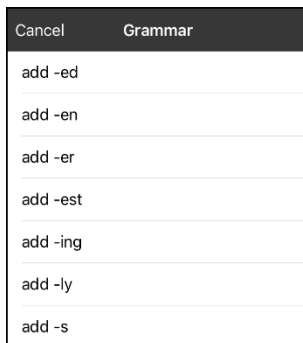 Cancel Grammar
add -ed
add -en
add -er
add -est
add -ing
add -ly
add -s